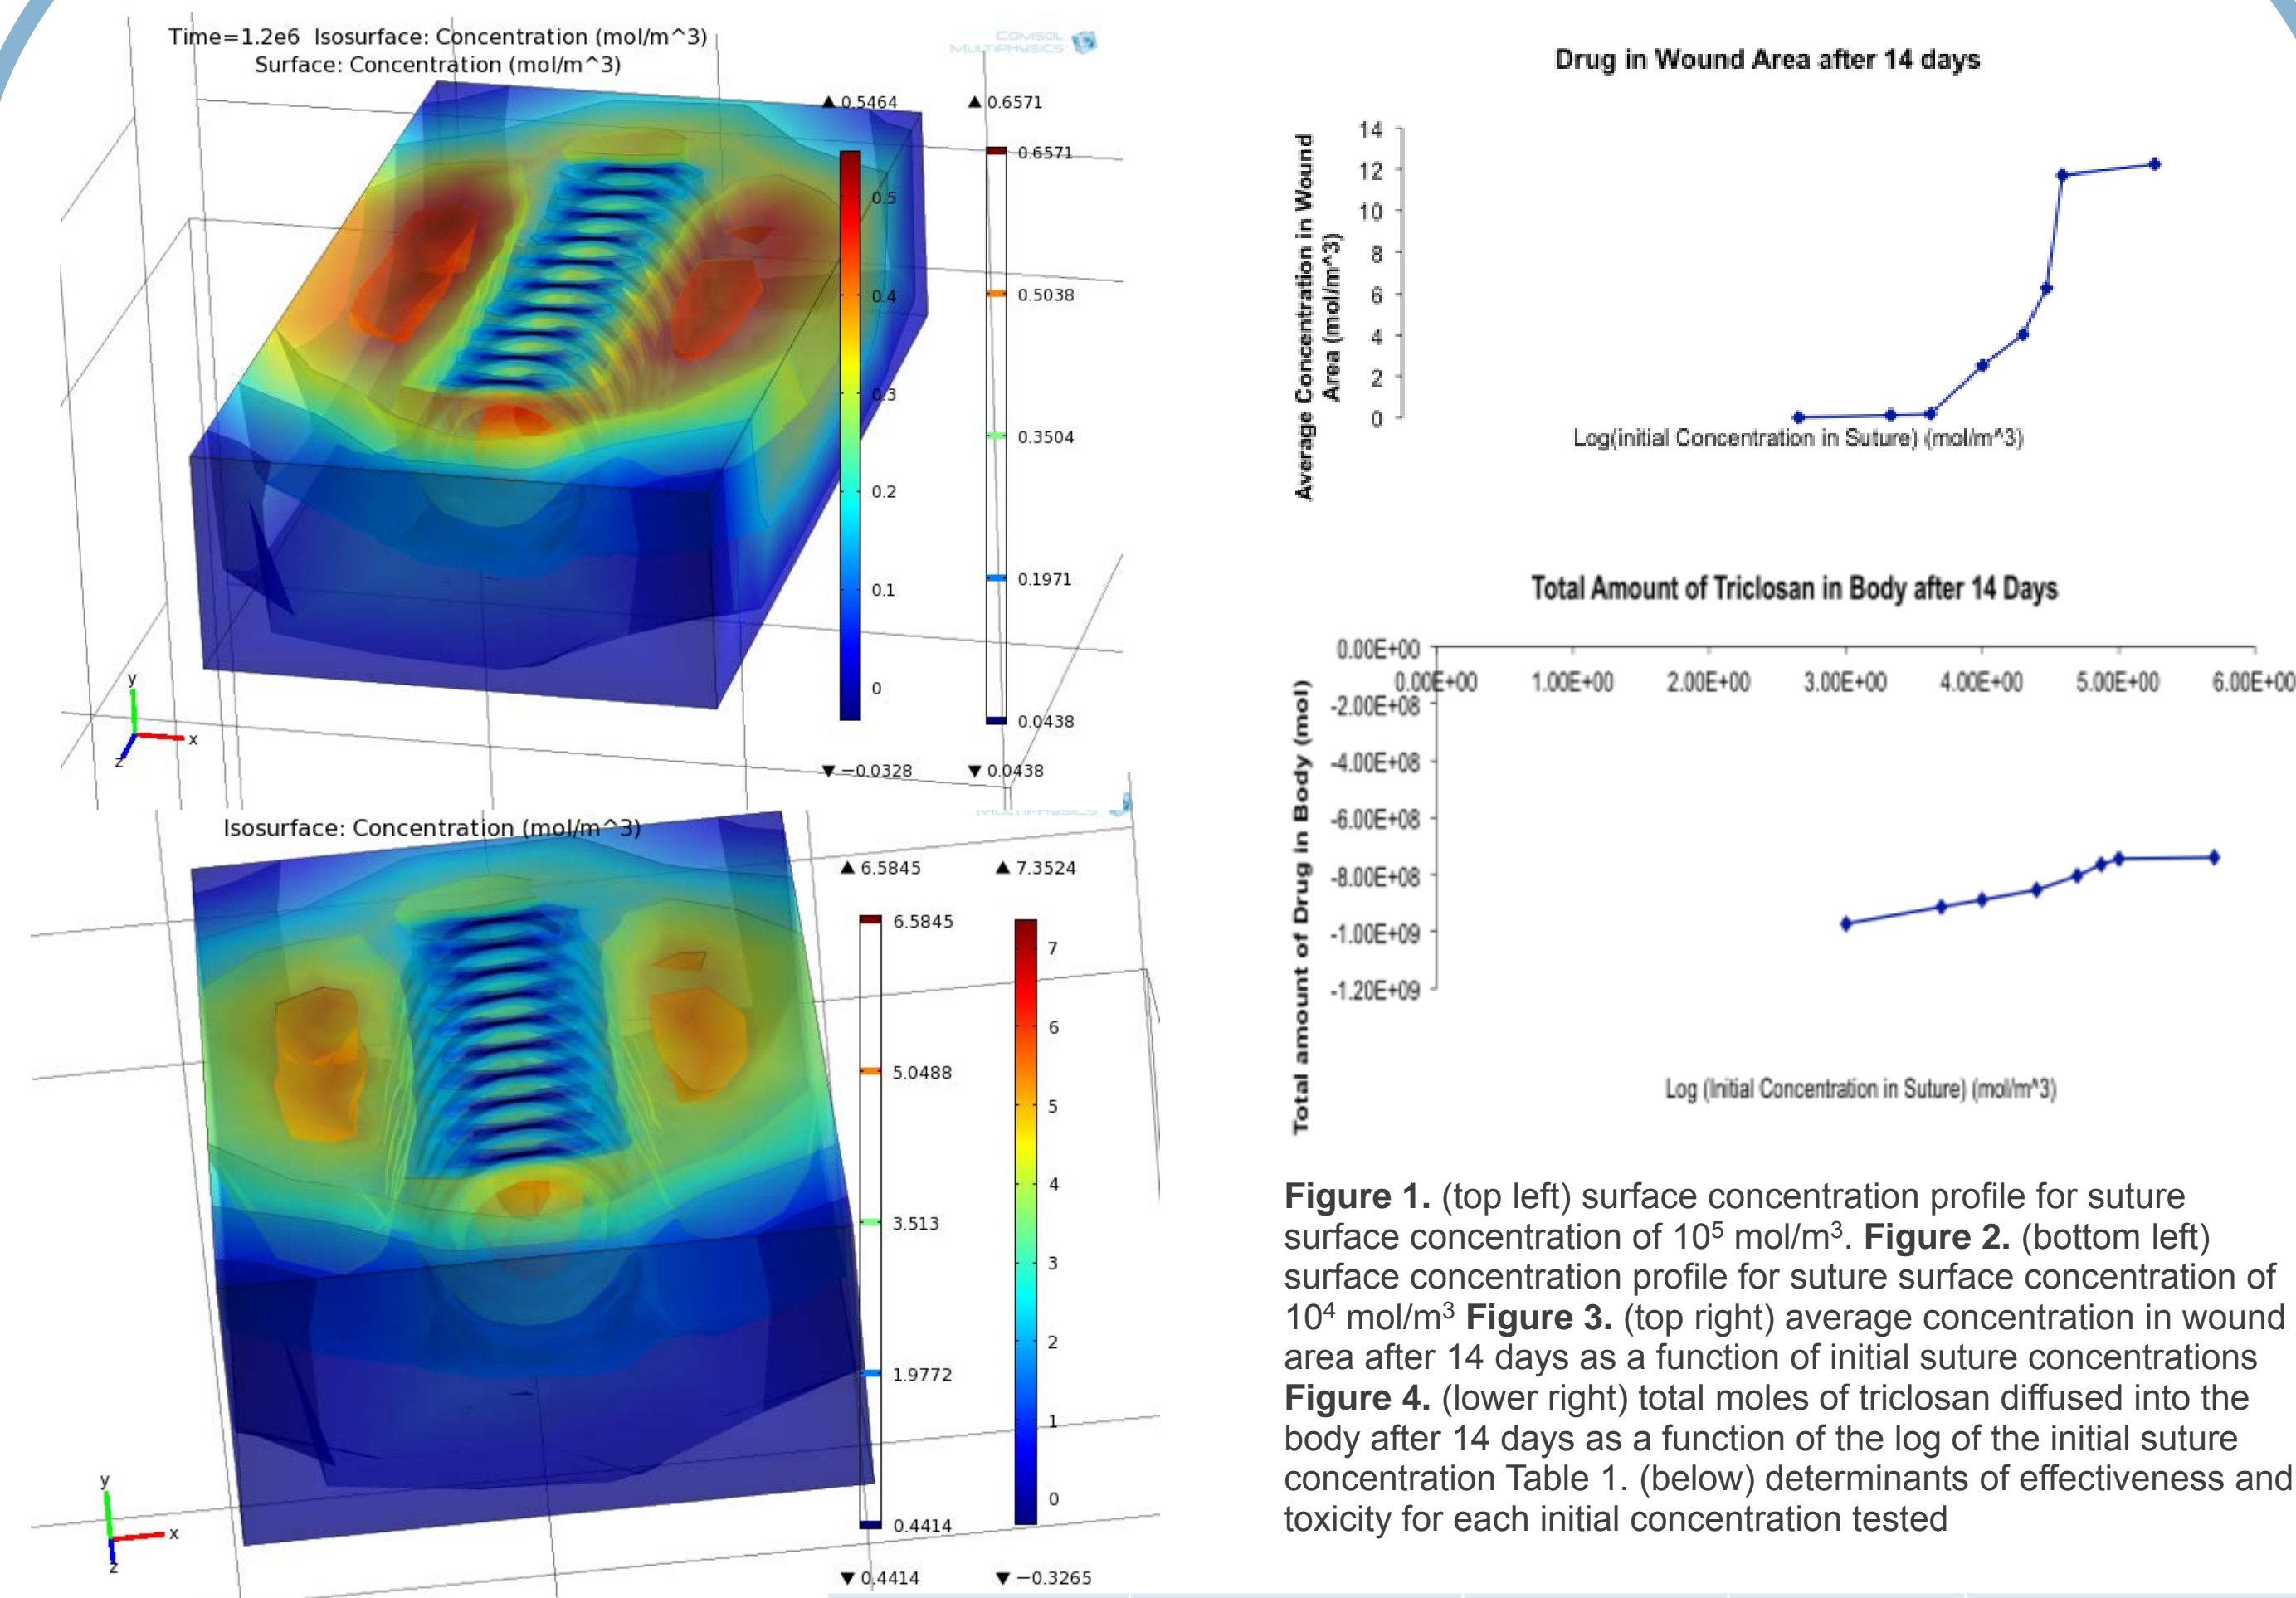 Time=1.2e6 Isosurface: Concentration (mol/m^3)
Surface: Concentration (mol/m^3)
COMSOL
MULTIPHYSICS
▲ 0.5464
▲ 0.6571
0.5
0.4
0.3
0.2
0.1
0
0.6571
0.5038
0.3504
0.1971
0.0438
▼ −0.0328
▼ 0.0438
y
x
z
Isosurface: Concentration (mol/m^3)
MULTIPHYSICS
▲ 6.5845
▲ 7.3524
6.5845
5.0488
3.513
1.9772
0.4414
7
6
5
4
3
2
1
0
▼ 0.4414
▼ −0.3265
y
x
z
Drug in Wound Area after 14 days
Average Concentration in Wound
Area (mol/m^3)
14
12
10
8
6
4
2
0
Log(initial Concentration in Suture) (mol/m^3)
Total Amount of Triclosan in Body after 14 Days
Total amount of Drug in Body (mol)
0.00E+00
-2.00E+08
-4.00E+08
-6.00E+08
-8.00E+08
-1.00E+09
-1.20E+09
0.00E+00 1.00E+00 2.00E+00 3.00E+00 4.00E+00 5.00E+00 6.00E+00
Log (Initial Concentration in Suture) (mol/m^3)
Figure 1. (top left) surface concentration profile for suture
surface concentration of 10⁵ mol/m³. Figure 2. (bottom left)
surface concentration profile for suture surface concentration of
10⁴ mol/m³ Figure 3. (top right) average concentration in wound
area after 14 days as a function of initial suture concentrations
Figure 4. (lower right) total moles of triclosan diffused into the
body after 14 days as a function of the log of the initial suture
concentration Table 1. (below) determinants of effectiveness and
toxicity for each initial concentration tested